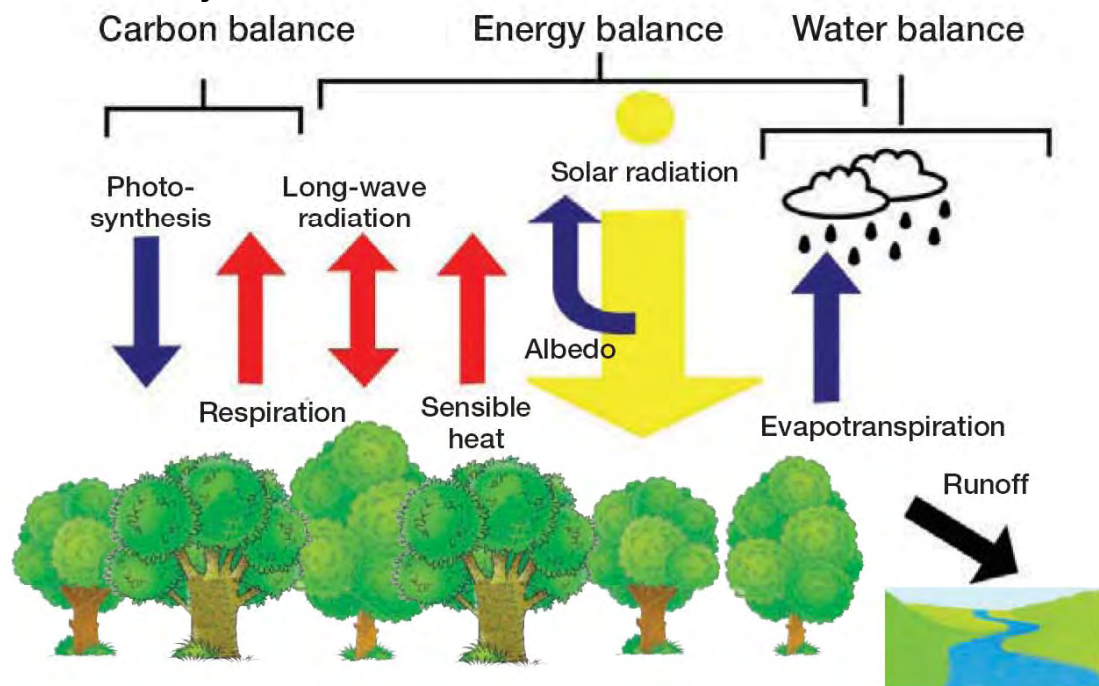 Carbon balance
Energy balance
Water balance
Photo-
synthesis
Long-wave
radiation
Solar radiation
Albedo
Respiration
Sensible
heat
Evapotranspiration
Runoff